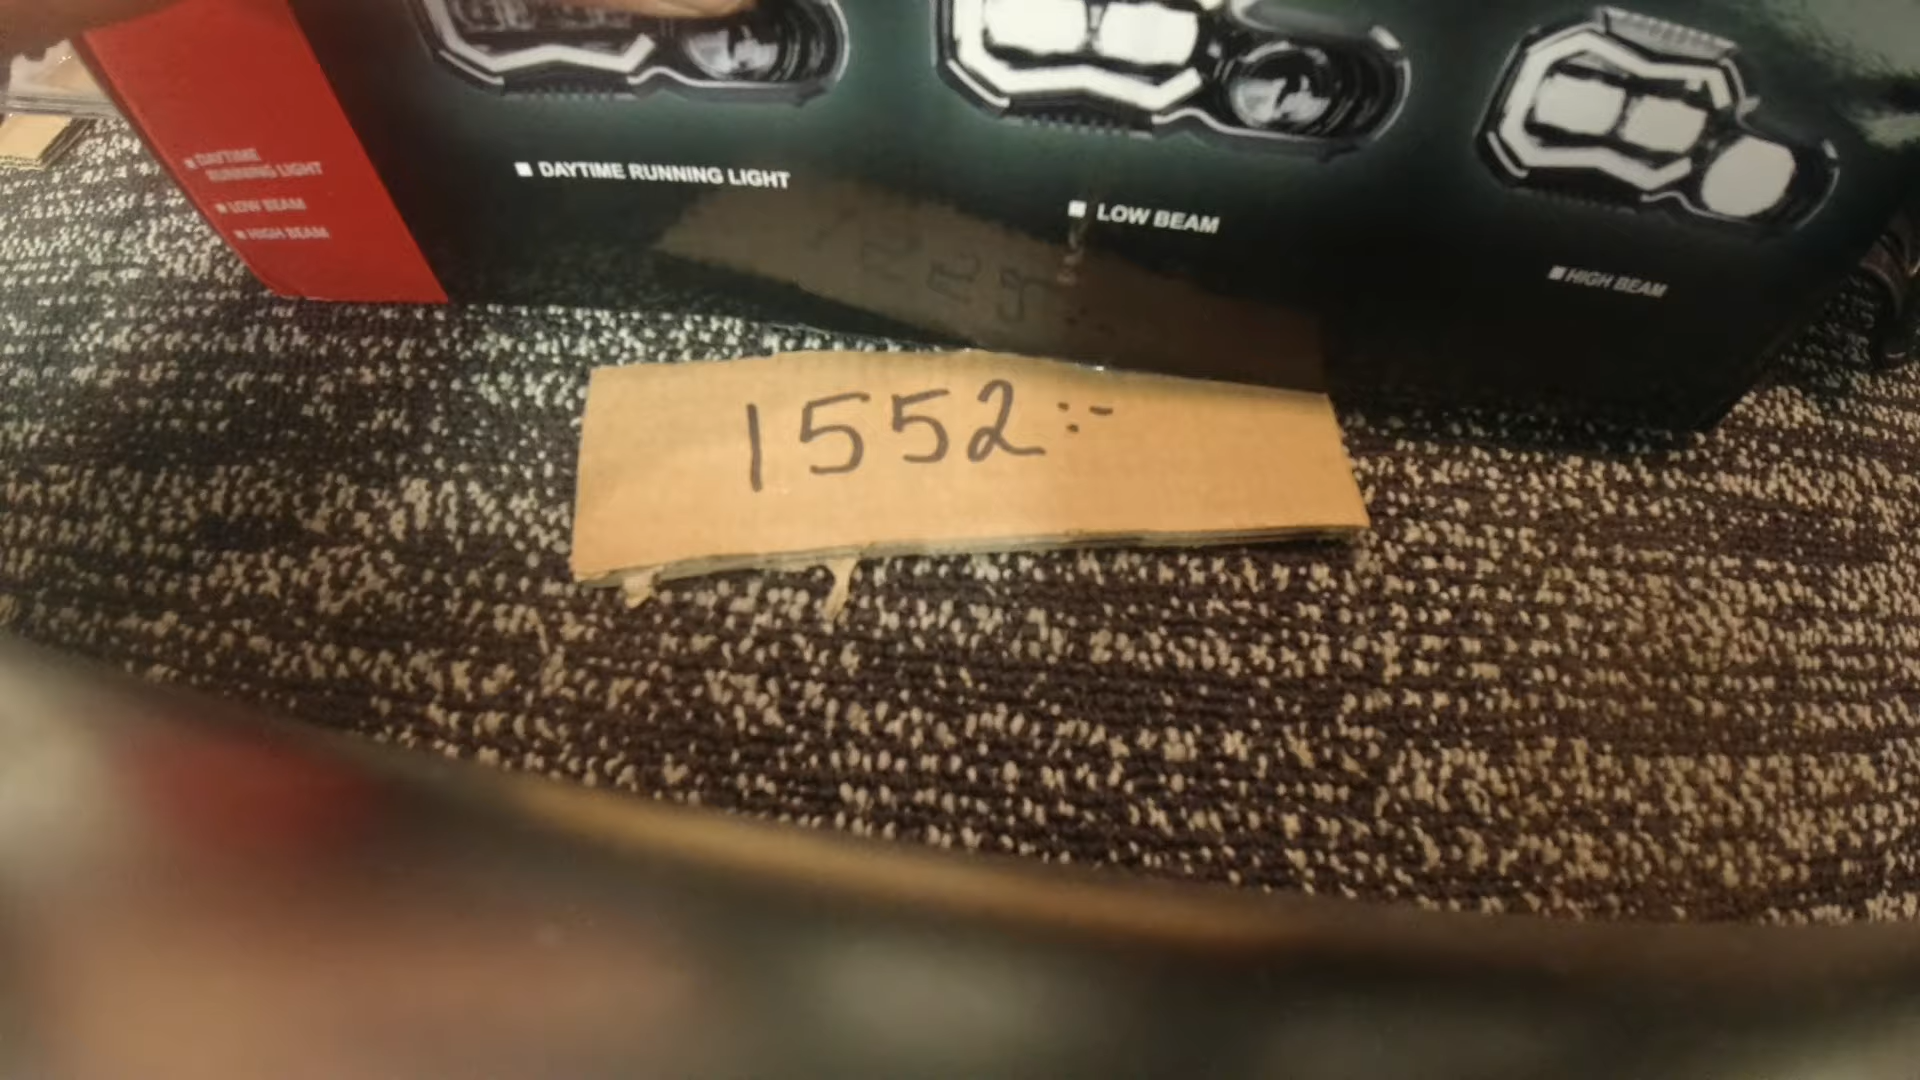 ■ DAYTIME
RUNNING LIGHT
■ LOW BEAM
■ HIGH BEAM
■ DAYTIME RUNNING LIGHT
■ LOW BEAM
■ HIGH BEAM
1552:-